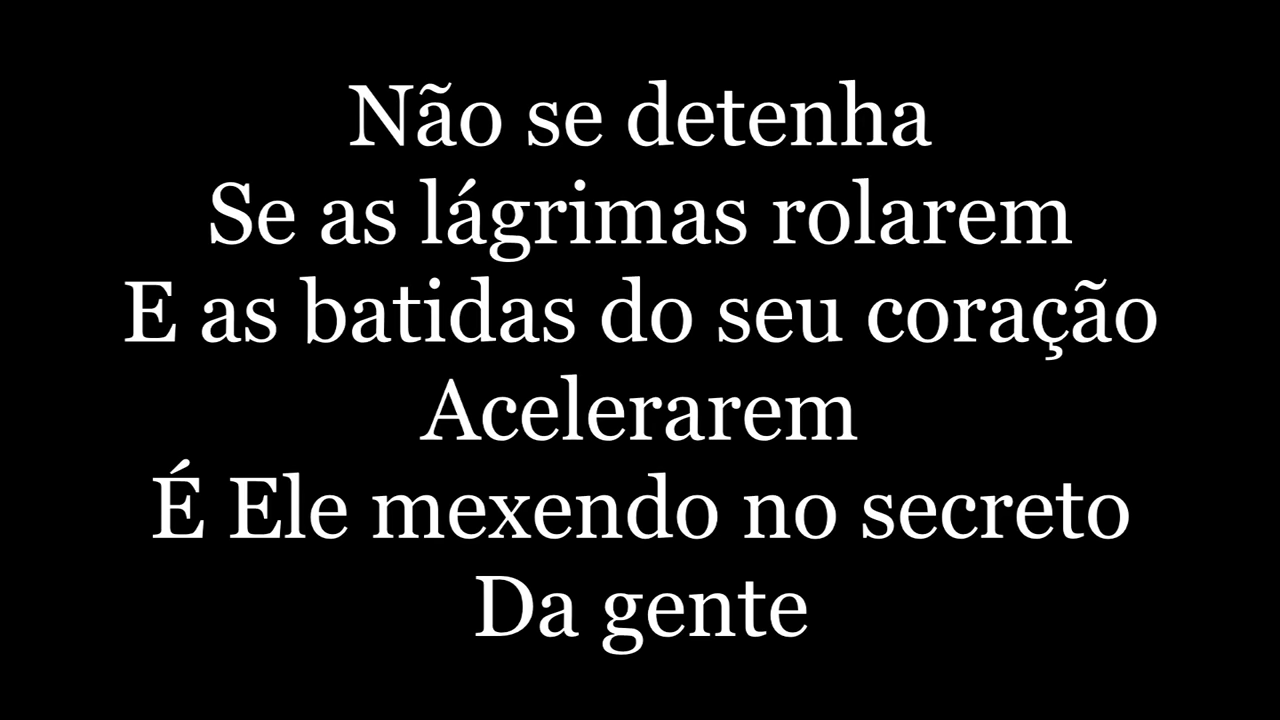 Não se detenha
Se as lágrimas rolarem
E as batidas do seu coração
Acelerarem
É Ele mexendo no secreto
Da gente